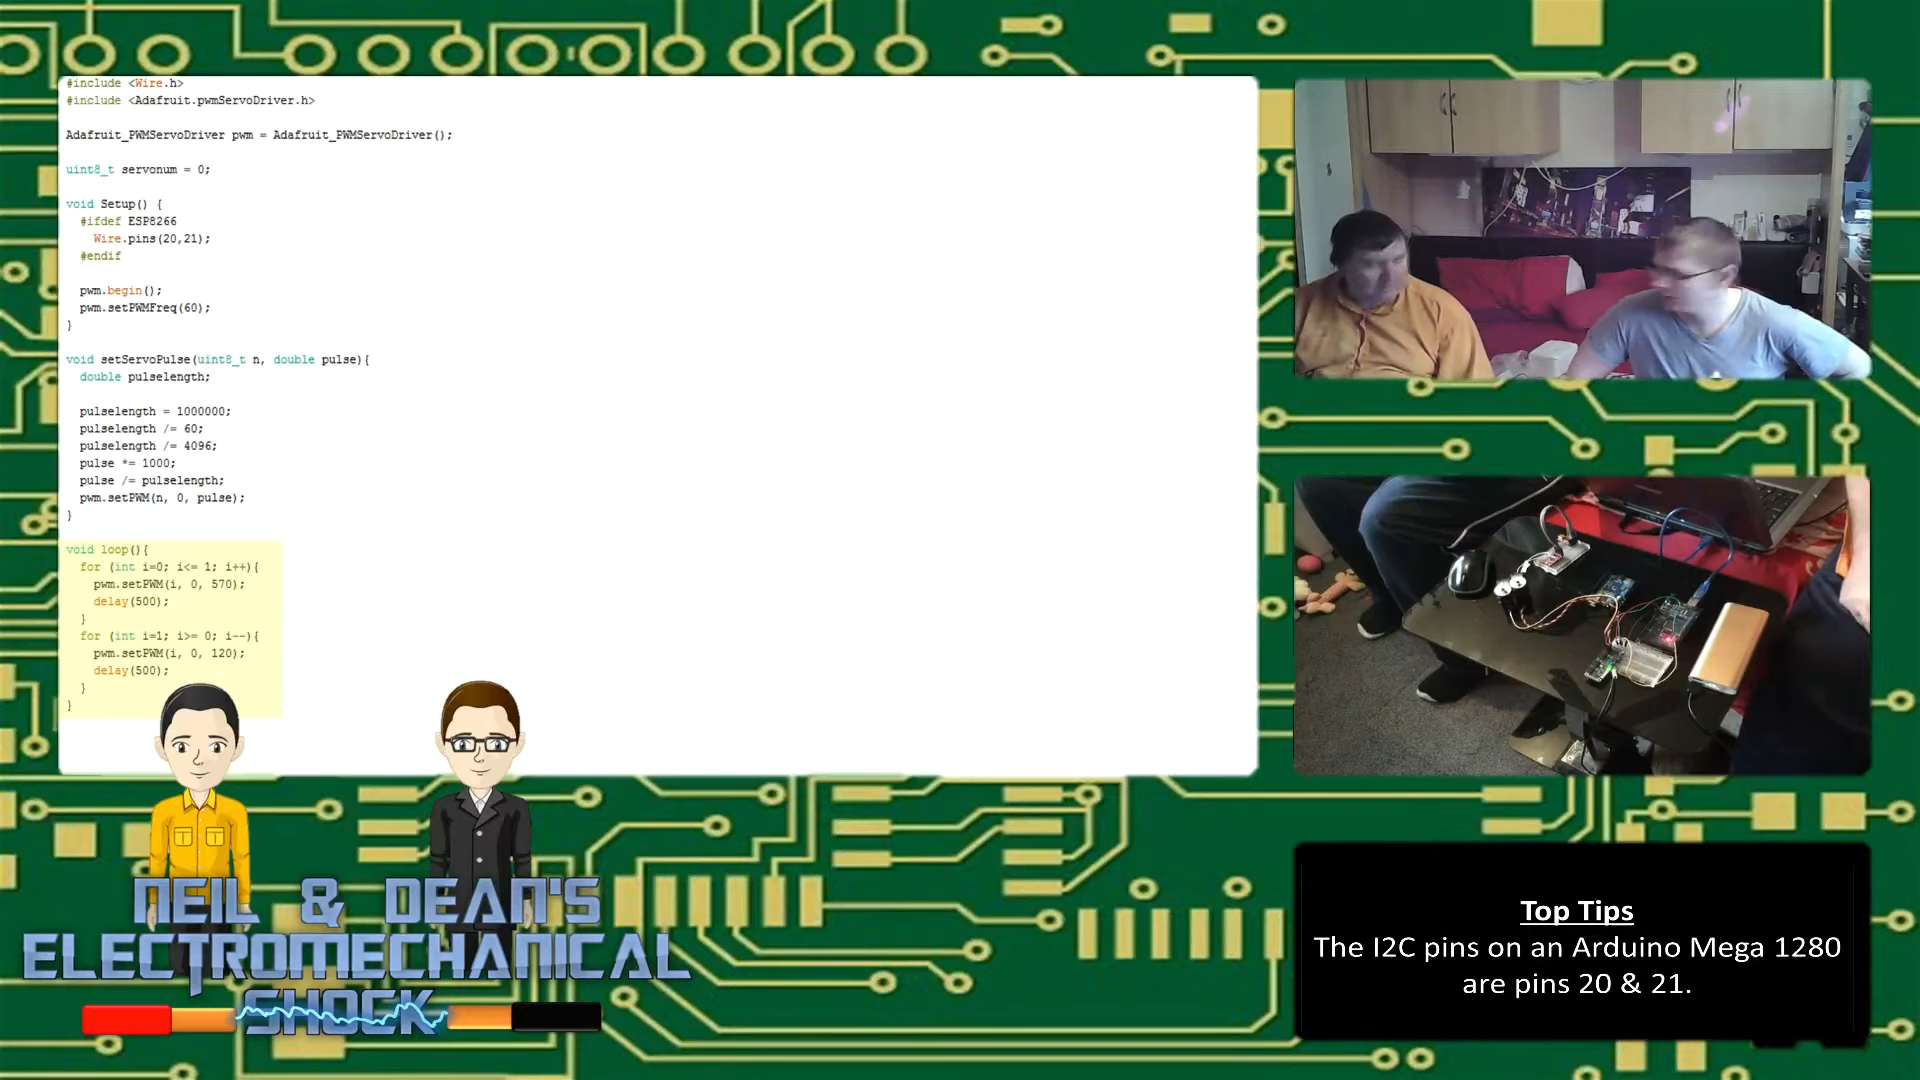 #include <Wire.h>
#include <Adafruit.pwmServoDriver.h>
Adafruit_PWMServoDriver pwm = Adafruit_PWMServoDriver();
uint8_t servonum = 0;
void Setup() {
#ifdef ESP8266
Wire.pins(20,21);
#endif
pwm.begin();
pwm.setPWMFreq(60);
}
void setServoPulse(uint8_t n, double pulse){
double pulselength;
pulselength = 1000000;
pulselength /= 60;
pulselength /= 4096;
pulse *= 1000;
pulse /= pulselength;
pwm.setPWM(n, 0, pulse);
}
void loop(){
for (int i=0; i<= 1; i++){
pwm.setPWM(i, 0, 570);
delay(500);
}
for (int i=1; i>= 0; i--){
pwm.setPWM(i, 0, 120);
delay(500);
}
}
NEIL & DEAN'S
ELECTROMECHANICAL
SHOCK
Top Tips
The I2C pins on an Arduino Mega 1280
are pins 20 & 21.